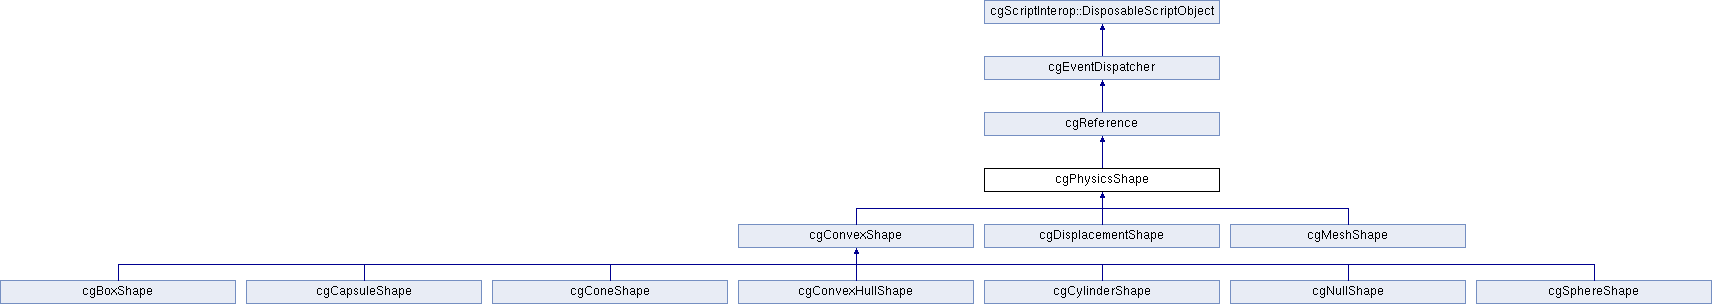 cgScriptInterop::DisposableScriptObject
cgEventDispatcher
cgReference
cgPhysicsShape
cgConvexShape
cgDisplacementShape
cgMeshShape
cgBoxShape
cgCapsuleShape
cgConeShape
cgConvexHullShape
cgCylinderShape
cgNullShape
cgSphereShape